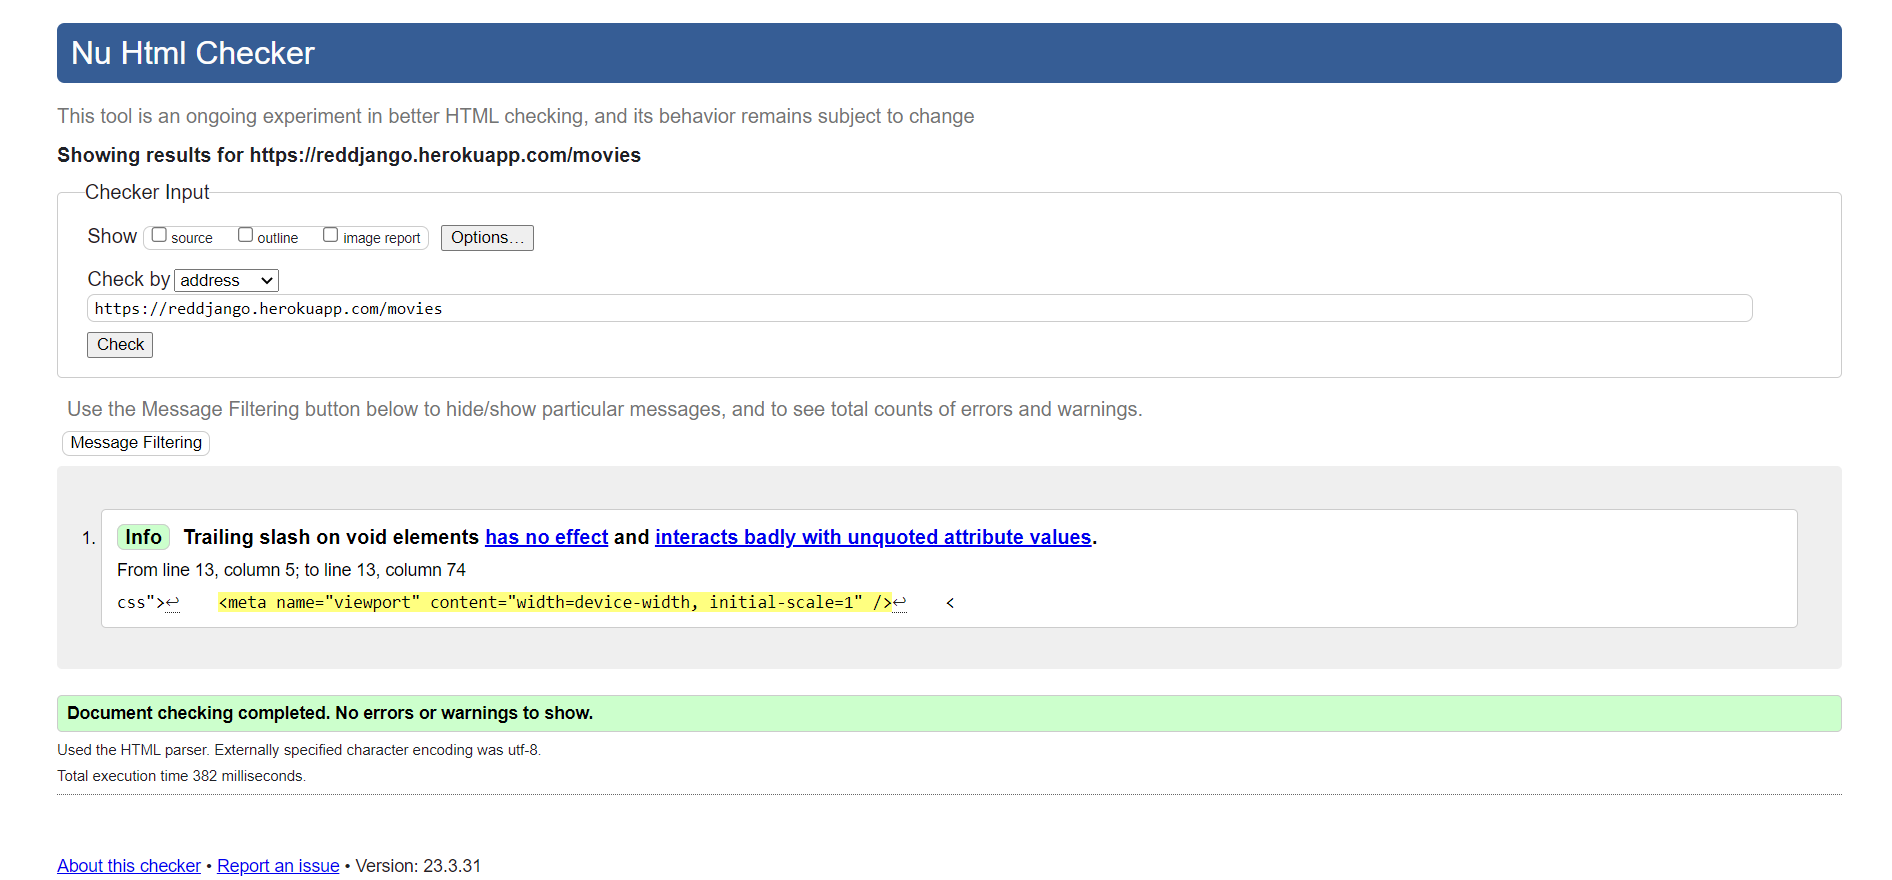 Nu Html Checker
This tool is an ongoing experiment in better HTML checking, and its behavior remains subject to change
Showing results for https://reddjango.herokuapp.com/movies
Checker Input
Show source outline image report Options...
Check by address
https://reddjango.herokuapp.com/movies
Check
Use the Message Filtering button below to hide/show particular messages, and to see total counts of errors and warnings.
Message Filtering
1. Info Trailing slash on void elements has no effect and interacts badly with unquoted attribute values.
From line 13, column 5; to line 13, column 74
css">↩ <meta name="viewport" content="width=device-width, initial-scale=1" />↩ <
Document checking completed. No errors or warnings to show.
Used the HTML parser. Externally specified character encoding was utf-8.
Total execution time 382 milliseconds.
About this checker • Report an issue • Version: 23.3.31